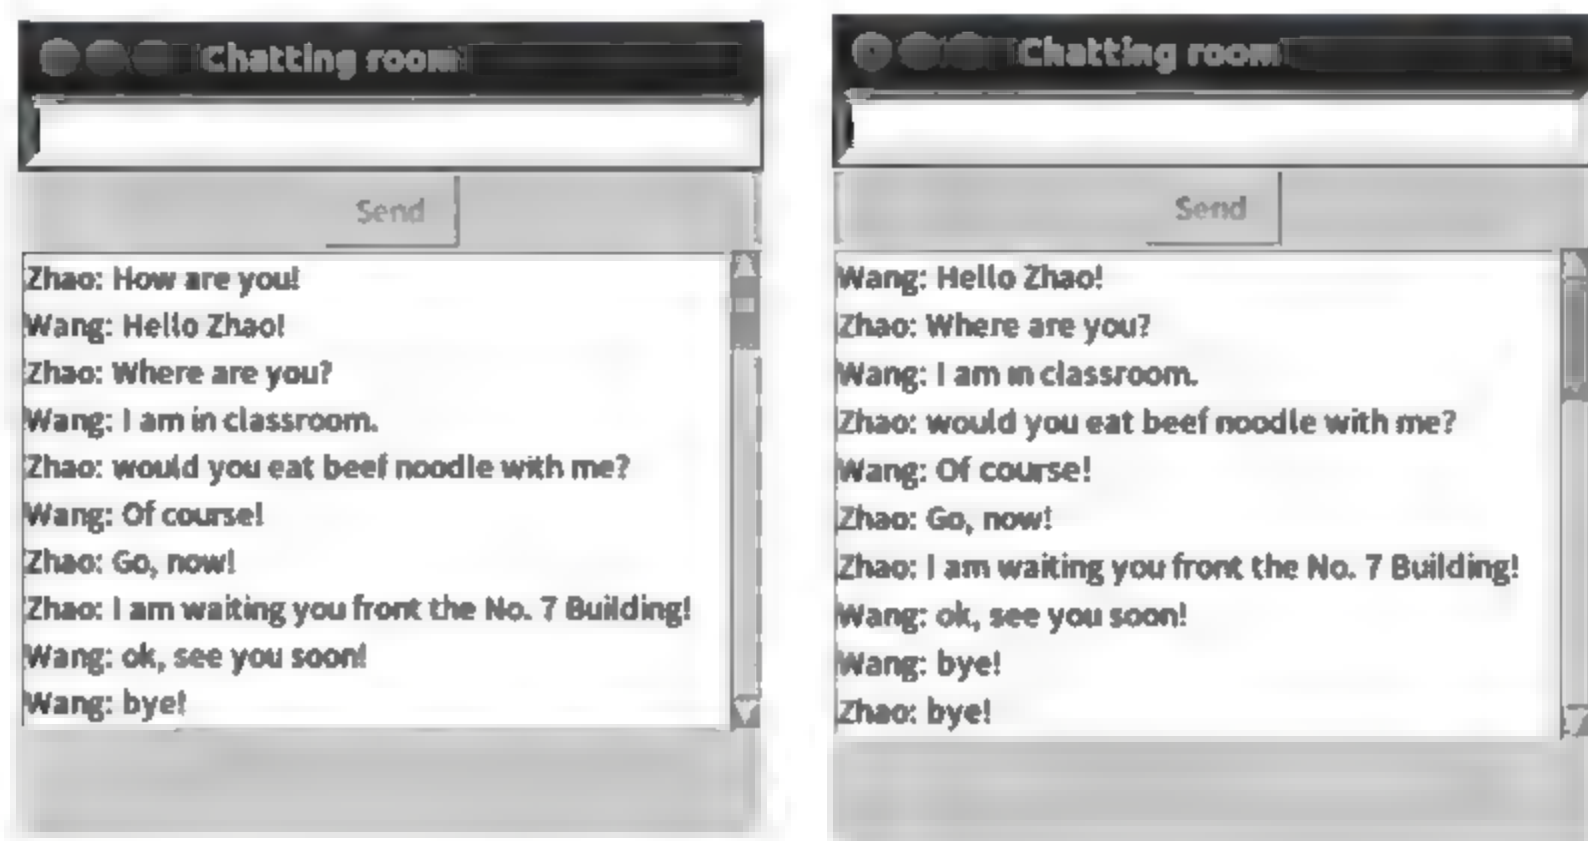 Chatting room
Send
Zhao: How are you!
Wang: Hello Zhao!
Zhao: Where are you?
Wang: I am in classroom.
Zhao: would you eat beef noodle with me?
Wang: Of course!
Zhao: Go, now!
Zhao: I am waiting you front the No. 7 Building!
Wang: ok, see you soon!
Wang: bye!
Chatting room
Send
Wang: Hello Zhao!
Zhao: Where are you?
Wang: I am in classroom.
Zhao: would you eat beef noodle with me?
Wang: Of course!
Zhao: Go, now!
Zhao: I am waiting you front the No. 7 Building!
Wang: ok, see you soon!
Wang: bye!
Zhao: bye!